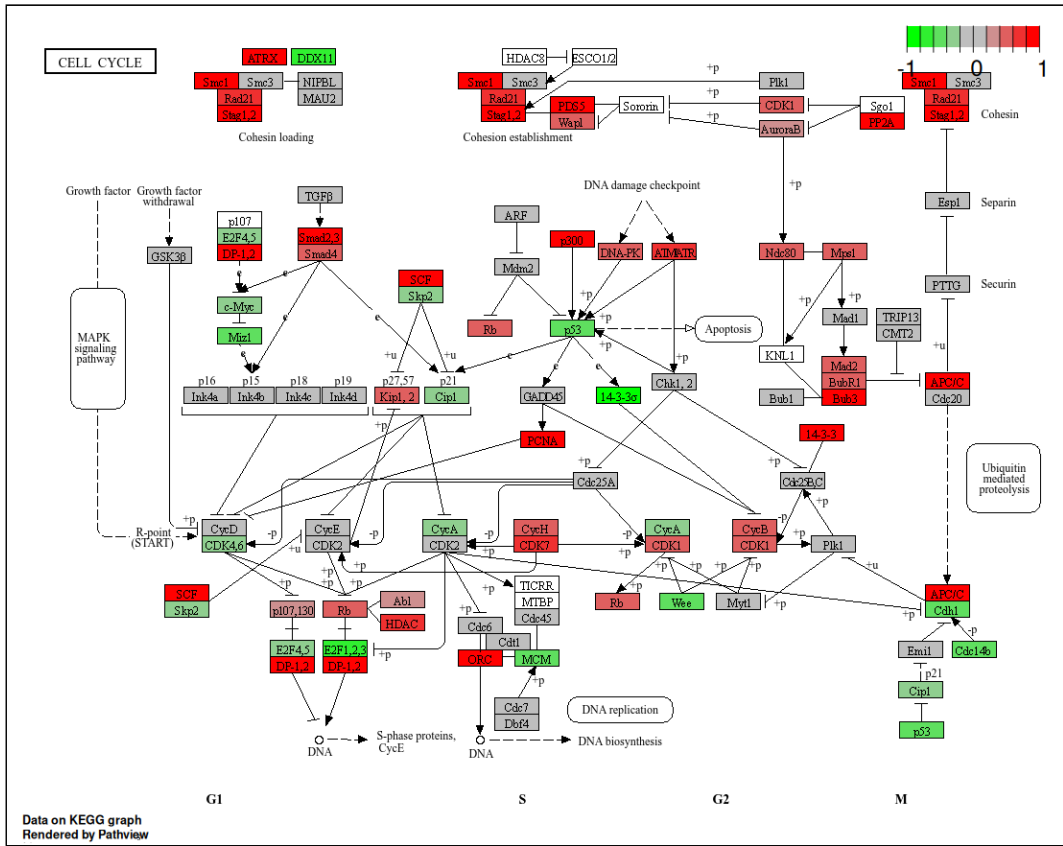 CELL CYCLE
-1 0 1
ATRX DDX11
Smc1 Smc3 NIPBL
MAU2
Rad21
Stag1,2
Cohesin loading
HDAC8 ESCO1/2
Smc1 Smc3
Rad21
Stag1,2
PDS5
Wapl
Sororin
Cohesion establishment
+p
Plk1
+p
CDK1
+p
AuroraB
Sgo1
PP2A
Smc1 Smc3
Rad21
Stag1,2
Cohesin
Growth factor
Growth factor
withdrawal
GSK3β
p107
E2F4,5
DP-1,2
TGFβ
Smad2,3
Smad4
e
e
c-Myc
Miz1
e
e
e
SCF
Skp2
ARF
Mdm2
Rb
p300
DNA damage checkpoint
DNA-PK
ATM/ATR
+p
+p
+p
+p
p53
Apoptosis
+p
Ndc80
Mps1
+p
+p
Mad1
KNL1
Mad2
BubR1
Bub3
Bub1
TRIP13
CMT2
Esp1
Separin
PTTG
Securin
+u
APC/C
Cdc20
MAPK
signaling
pathway
p16 p15 p18 p19
Ink4a Ink4b Ink4c Ink4d
+u
+u
p27,57
Kip1, 2
p21
Cip1
e
e
e
GADD45
14-3-3σ
Chk1, 2
+p
PCNA
14-3-3
+p
+p
Cdc25A
Cdc25B,C
Ubiquitin
mediated
proteolysis
R-point
(START)
+p
CycD
CDK4,6
-p
+u
CycE
CDK2
-p
CycA
CDK2
-p
+p
CycH
CDK7
-p
+p
CycA
CDK1
CycB
CDK1
-p
+p
+p
Plk1
+u
SCF
Skp2
+p
+p
+p
+p
p107,130
Rb
Abl
HDAC
E2F4,5
DP-1,2
E2F1,2,3
DP-1,2
+p
+p
+p
TICRR
MTBP
Cdc45
Cdc6
Cdt1
ORC
MCM
+p
Cdc7
Dbf4
+p
Rb
Wee
Myt1
+p
+p
APC/C
Cdh1
-p
Emi1
Cdc14b
p21
Cip1
p53
DNA replication
DNA
S-phase proteins,
CycE
DNA
DNA biosynthesis
G1 S G2 M
Data on KEGG graph
Rendered by Pathview